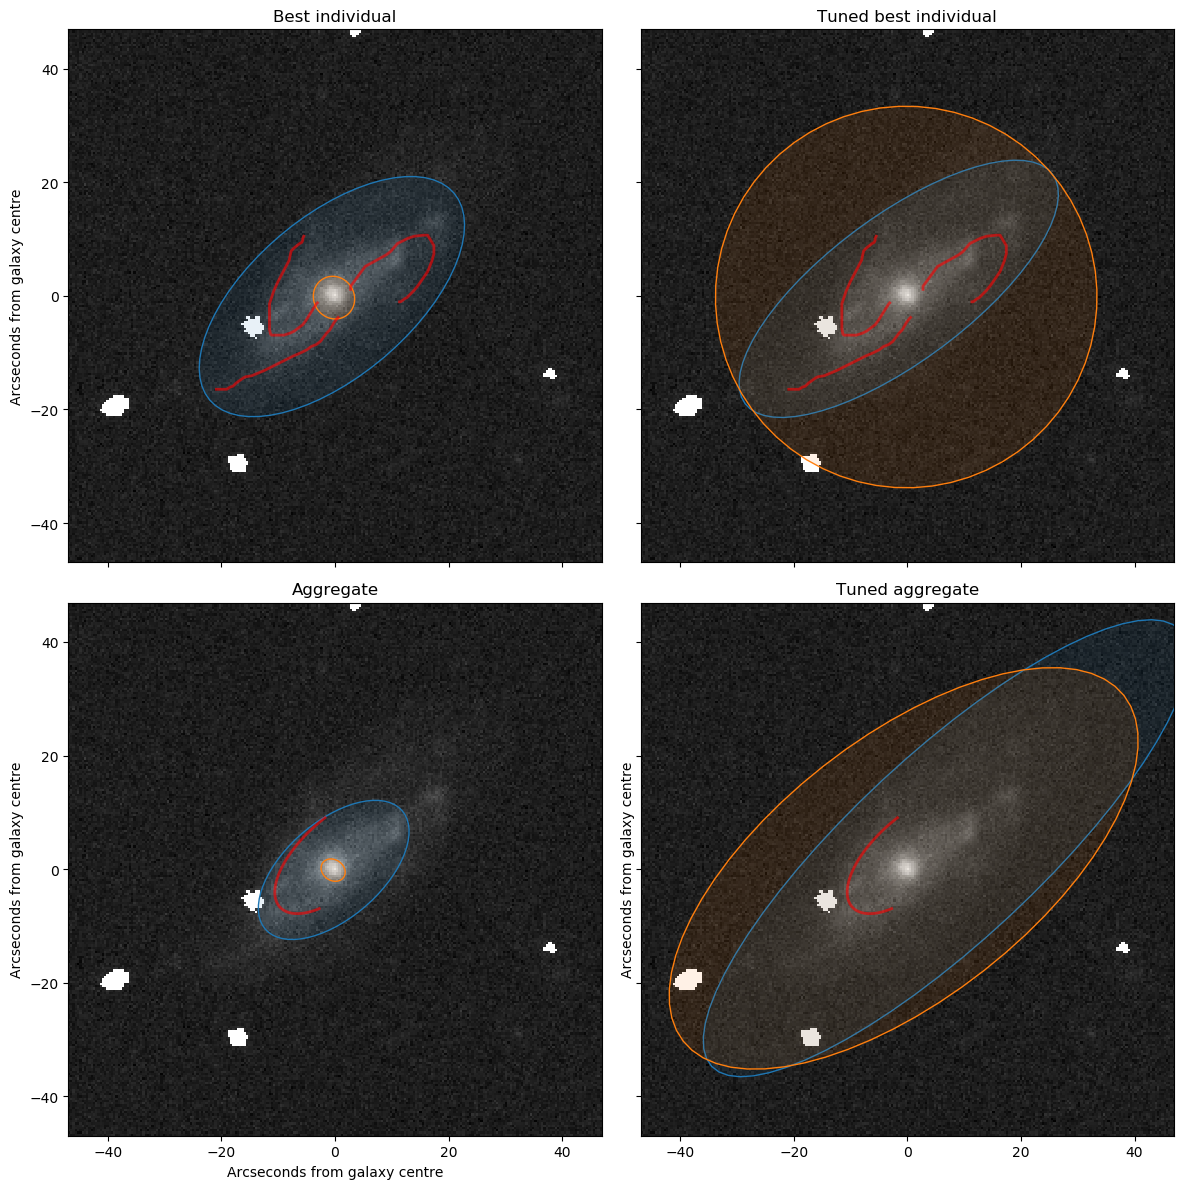 Best individual
Tuned best individual
40
20
0
−20
−40
Arcseconds from galaxy centre
Aggregate
Tuned aggregate
40
20
0
−20
−40
Arcseconds from galaxy centre
Arcseconds from galaxy centre
−40 −20 0 20 40
−40 −20 0 20 40
Arcseconds from galaxy centre